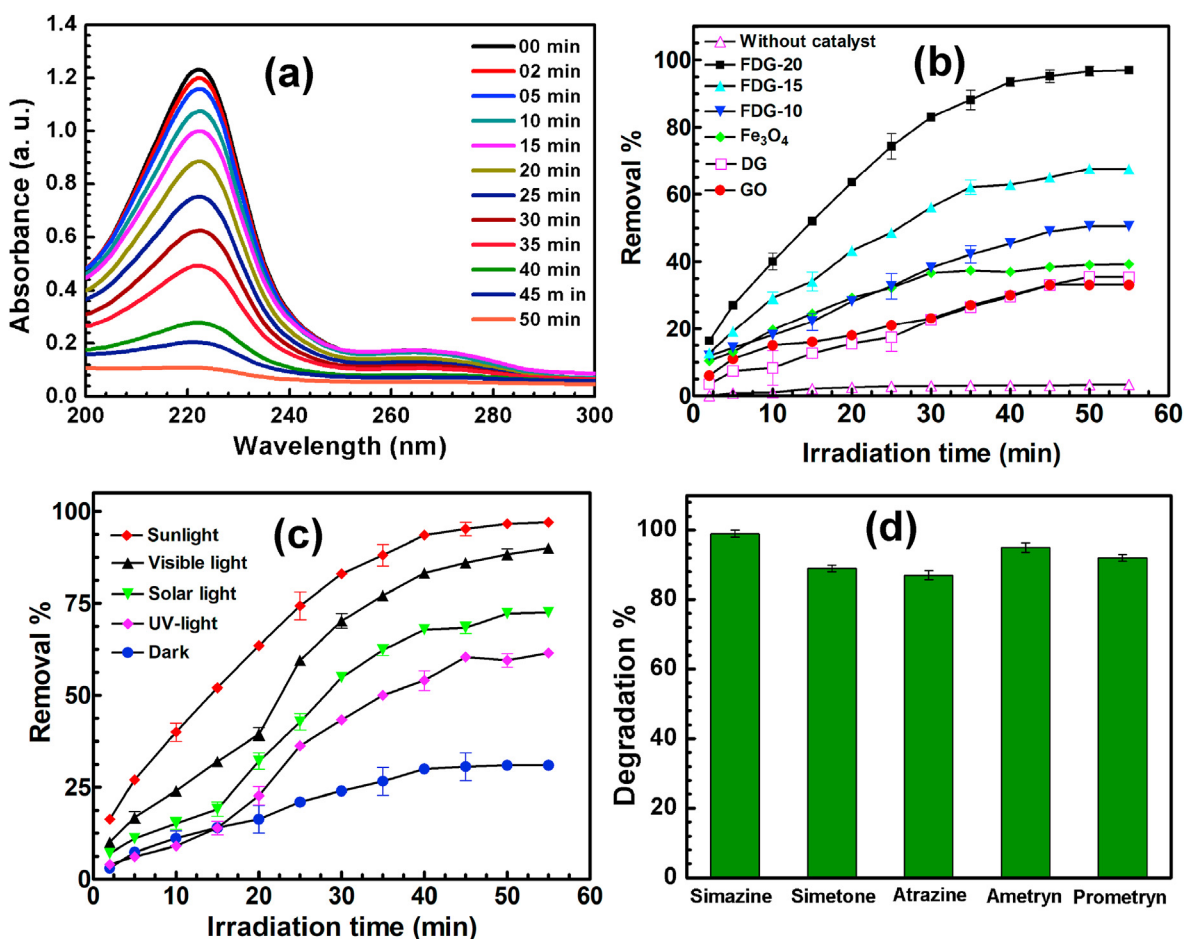 (a)
1.4
1.2
1.0
0.8
0.6
0.4
0.2
0.0
Absorbance (a. u.)
200
220
240
260
280
300
Wavelength (nm)
00 min
02 min
05 min
10 min
15 min
20 min
25 min
30 min
35 min
40 min
45 m in
50 min
(b)
100
80
60
40
20
0
Removal %
10
20
30
40
50
60
Irradiation time (min)
Without catalyst
FDG-20
FDG-15
FDG-10
Fe₃O₄
DG
GO
(c)
100
75
50
25
0
Removal %
0
10
20
30
40
50
60
Irradiation time (min)
Sunlight
Visible light
Solar light
UV-light
Dark
(d)
100
80
60
40
20
0
Degradation %
Simazine
Simetone
Atrazine
Ametryn
Prometryn